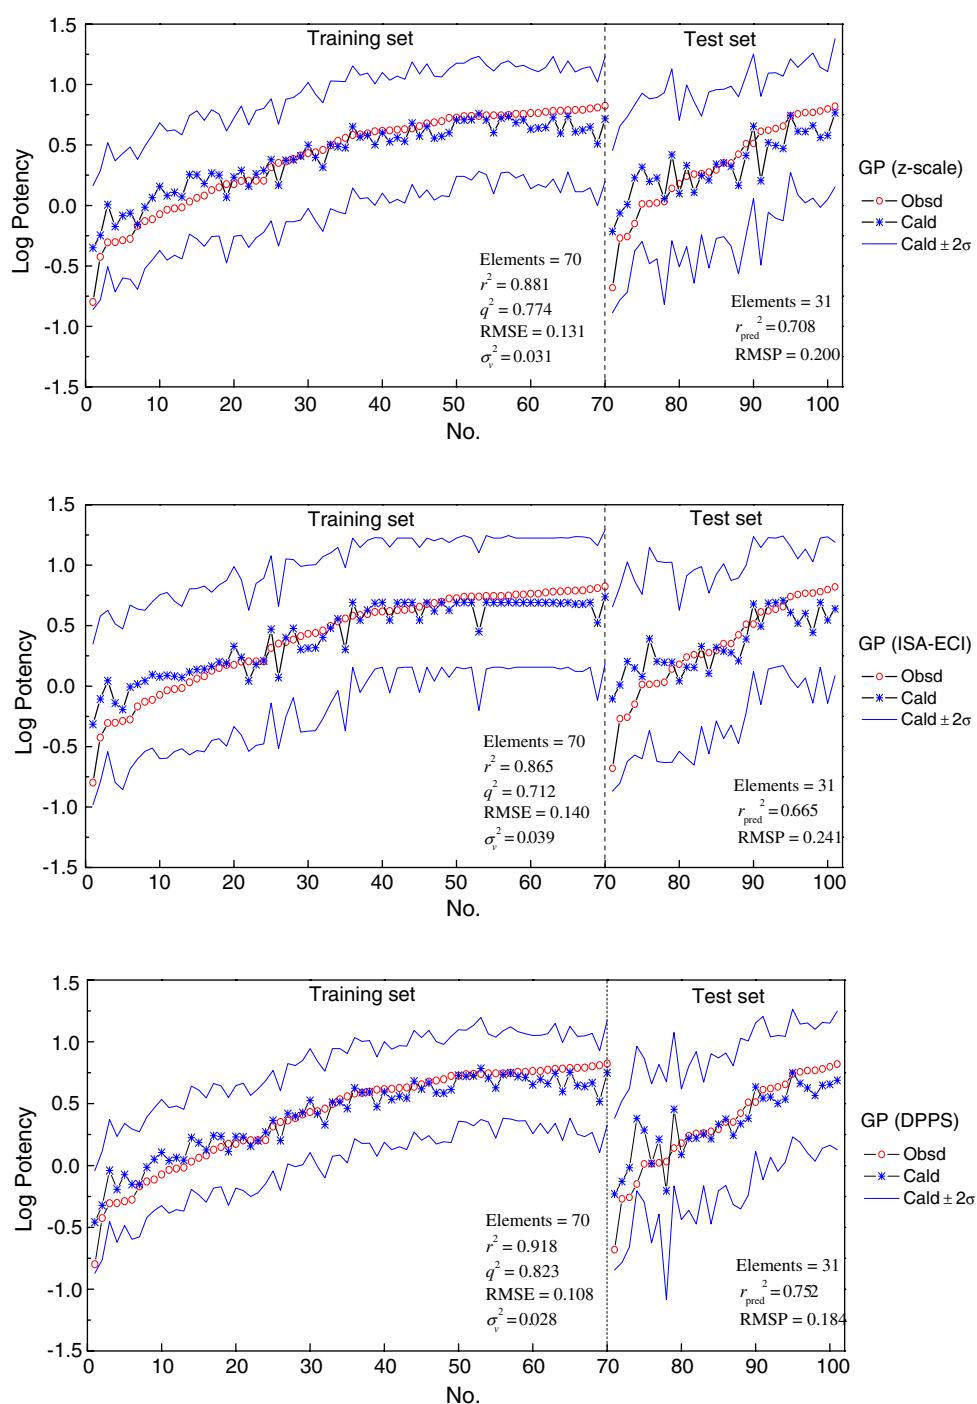 Training set
Test set
1.5
1.0
0.5
0.0
-0.5
-1.0
-1.5
Log Potency
Elements = 70
r² = 0.881
q² = 0.774
RMSE = 0.131
σᵥ² = 0.031
Elements = 31
r_pred² = 0.708
RMSP = 0.200
0 10 20 30 40 50 60 70 80 90 100
No.
GP (z-scale)
Obsd
Cald
Cald ± 2σ
Training set
Test set
1.5
1.0
0.5
0.0
-0.5
-1.0
-1.5
Log Potency
Elements = 70
r² = 0.865
q² = 0.712
RMSE = 0.140
σᵥ² = 0.039
Elements = 31
r_pred² = 0.665
RMSP = 0.241
0 10 20 30 40 50 60 70 80 90 100
No.
GP (ISA-ECI)
Obsd
Cald
Cald ± 2σ
Training set
Test set
1.5
1.0
0.5
0.0
-0.5
-1.0
-1.5
Log Potency
Elements = 70
r² = 0.918
q² = 0.823
RMSE = 0.108
σᵥ² = 0.028
Elements = 31
r_pred² = 0.752
RMSP = 0.184
0 10 20 30 40 50 60 70 80 90 100
No.
GP (DPPS)
Obsd
Cald
Cald ± 2σ